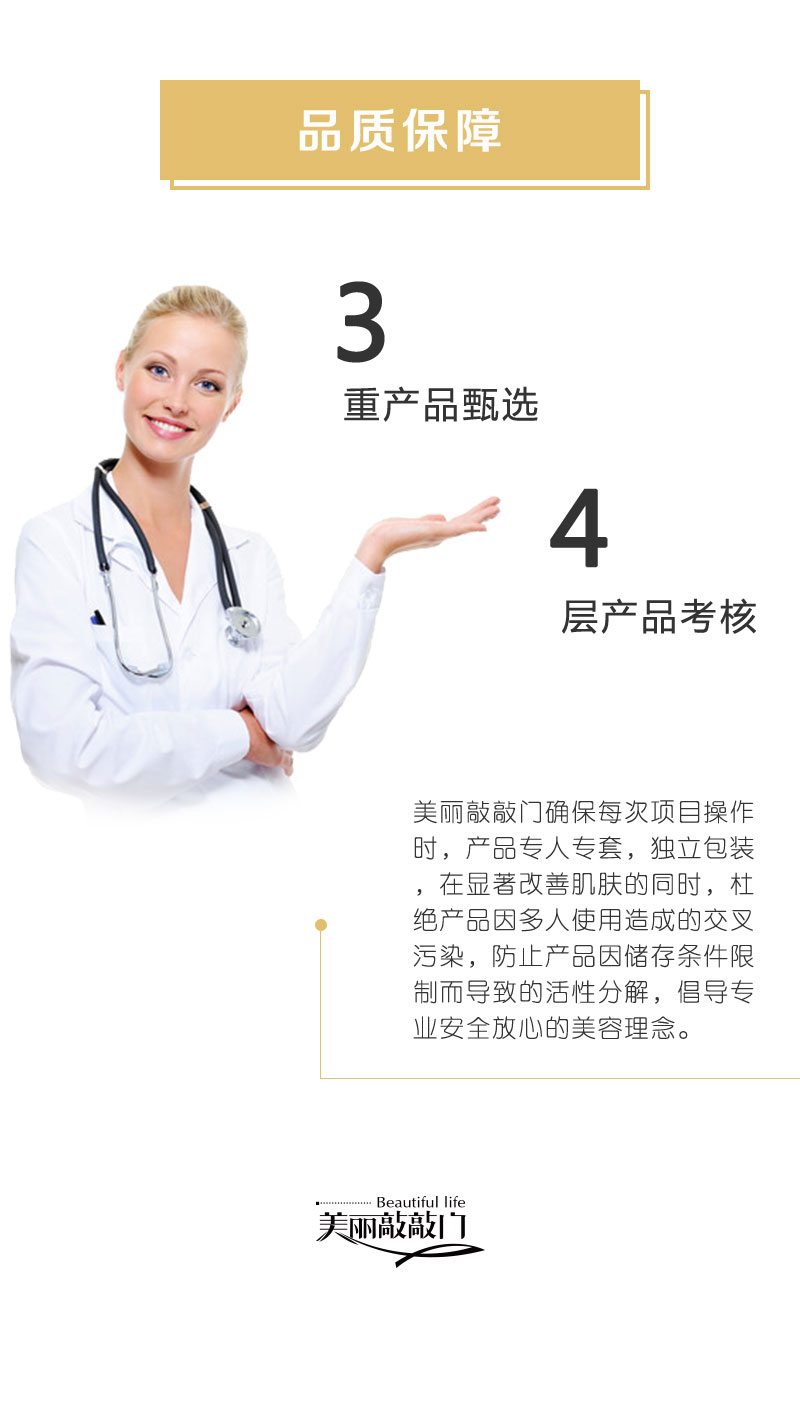 品质保障
3
重产品甄选
4
层产品考核
美丽敲敲门确保每次项目操作
时，产品专人专套，独立包装
，在显著改善肌肤的同时，杜
绝产品因多人使用造成的交叉
污染，防止产品因储存条件限
制而导致的活性分解，倡导专
业安全放心的美容理念。
Beautiful life
美丽敲敲门